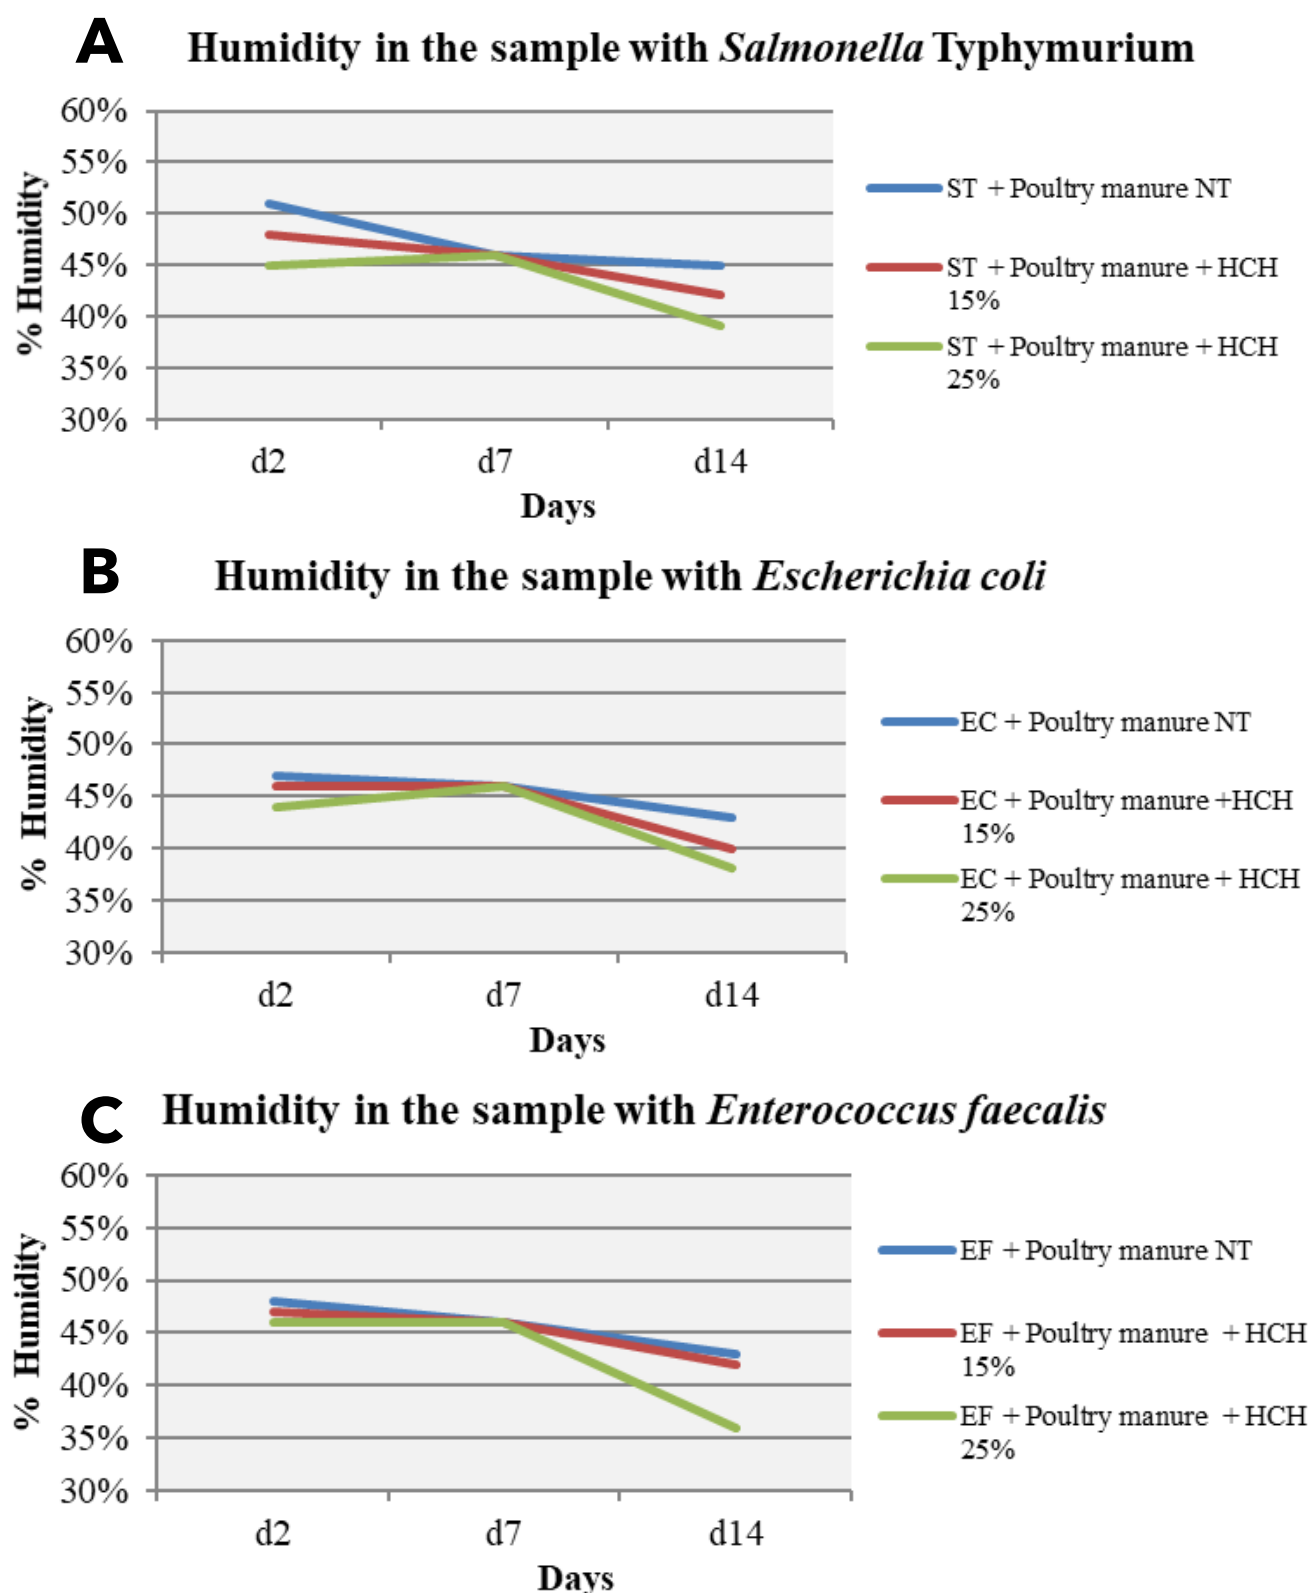 A
Humidity in the sample with Salmonella Typhymurium
60%
55%
50%
45%
40%
35%
30%
% Humidity
d2 d7 d14
Days
ST + Poultry manure NT
ST + Poultry manure + HCH
15%
ST + Poultry manure + HCH
25%
B
Humidity in the sample with Escherichia coli
60%
55%
50%
45%
40%
35%
30%
% Humidity
d2 d7 d14
Days
EC + Poultry manure NT
EC + Poultry manure +HCH
15%
EC + Poultry manure + HCH
25%
C
Humidity in the sample with Enterococcus faecalis
60%
55%
50%
45%
40%
35%
30%
% Humidity
d2 d7 d14
Days
EF + Poultry manure NT
EF + Poultry manure + HCH
15%
EF + Poultry manure + HCH
25%